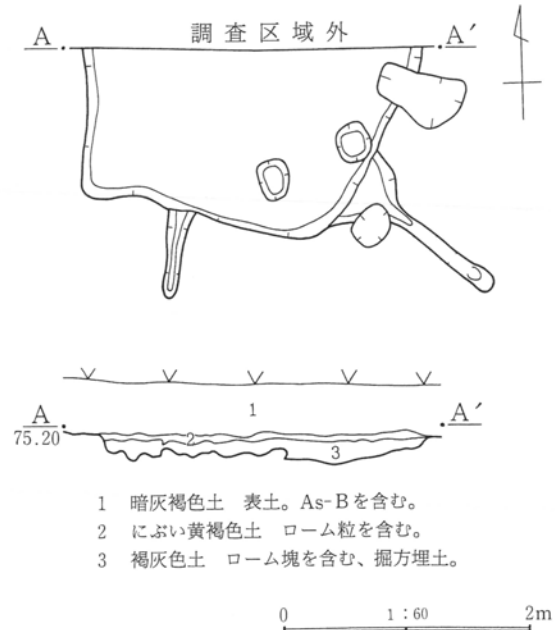 A 調査区域外 A′
1
A A′
75.20
2
3
1 暗灰褐色土 表土。As-Bを含む。
2 にぶい黄褐色土 ローム粒を含む。
3 褐灰色土 ローム塊を含む、掘方埋土。
0 1:60 2m